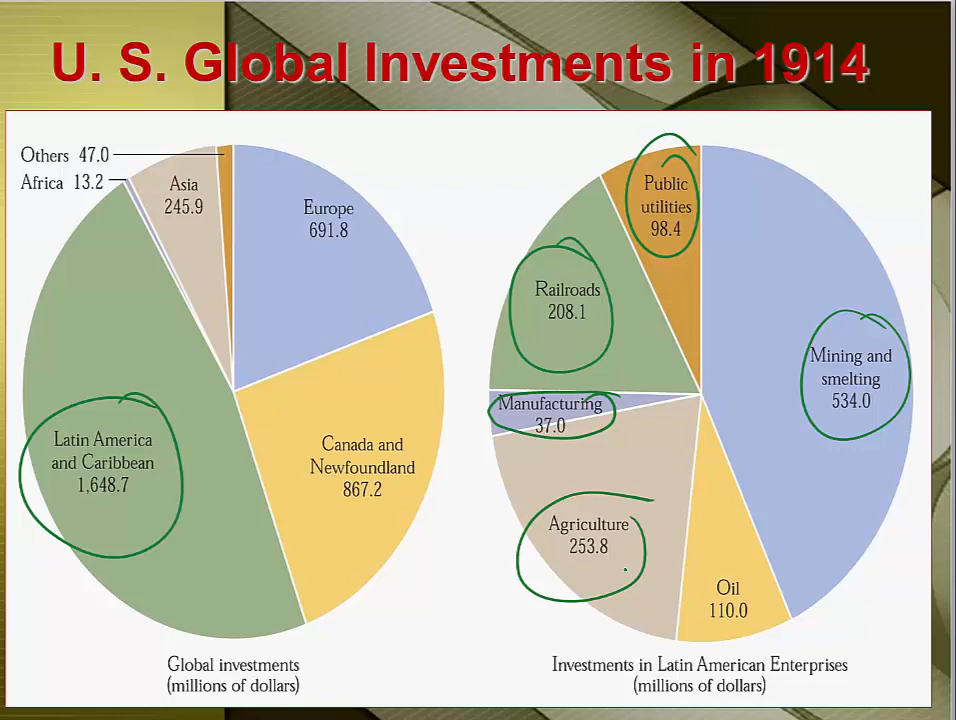 U. S. Global Investments in 1914
Others 47.0
Africa 13.2
Asia
245.9
Europe
691.8
Latin America
and Caribbean
1,648.7
Canada and
Newfoundland
867.2
Global investments
(millions of dollars)
Public
utilities
98.4
Railroads
208.1
Mining and
smelting
534.0
Manufacturing
37.0
Agriculture
253.8
Oil
110.0
Investments in Latin American Enterprises
(millions of dollars)